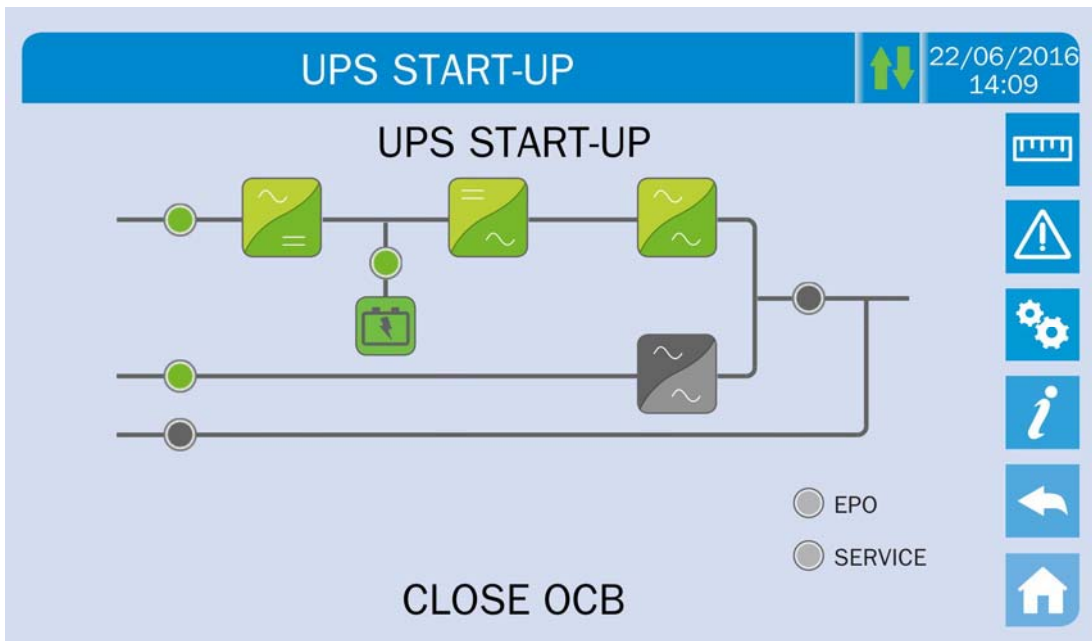 UPS START-UP
22/06/2016
14:09
UPS START-UP
EPO
SERVICE
CLOSE OCB